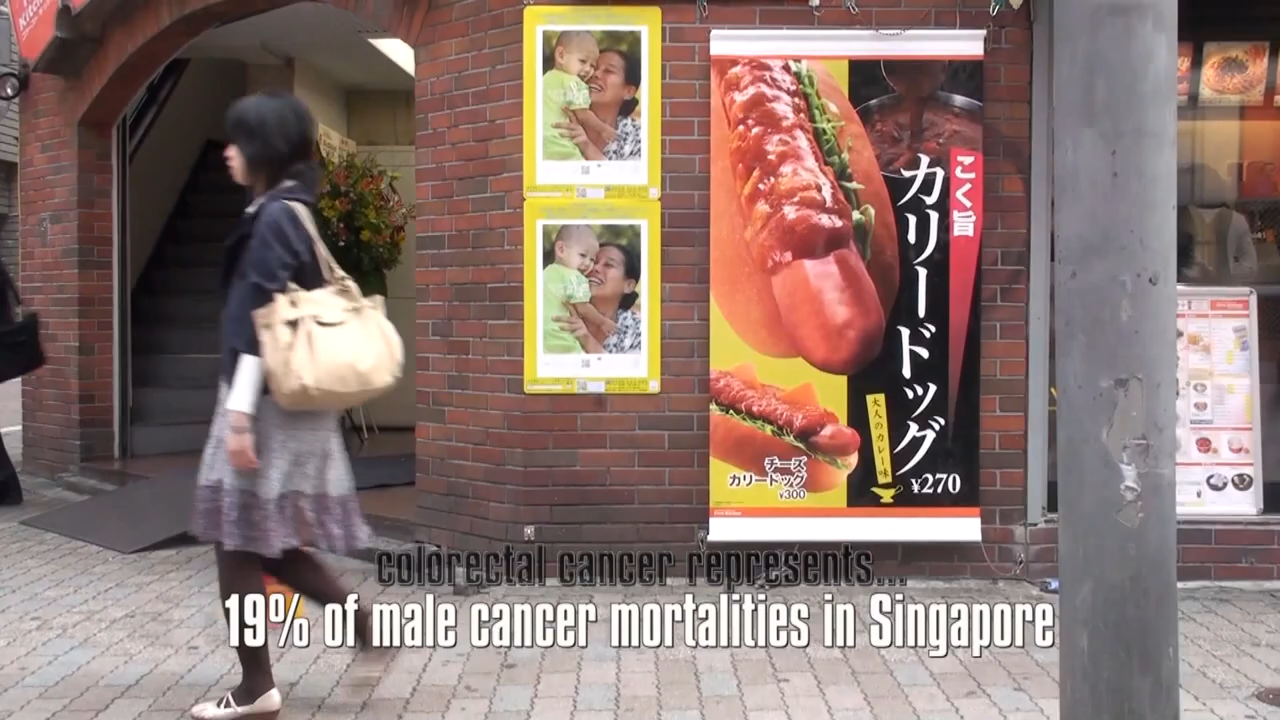 こく旨
カリードッグ
大人のカレー味
¥270
チーズ
カリードッグ
¥300
colorectal cancer represents...
19% of male cancer mortalities in Singapore